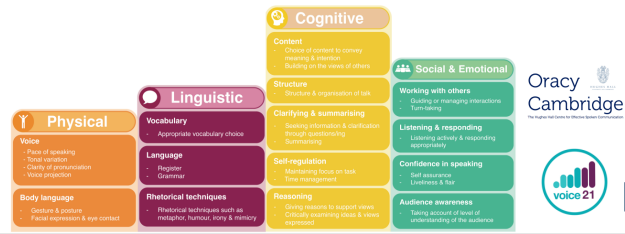 Physical
Voice
- Pace of speaking
- Tonal variation
- Clarity of pronunciation
- Voice projection
Body language
- Gesture & posture
- Facial expression & eye contact
Linguistic
Vocabulary
- Appropriate vocabulary choice
Language
- Register
- Grammar
Rhetorical techniques
- Rhetorical techniques such as
metaphor, humour, irony & mimicry
Cognitive
Content
- Choice of content to convey
meaning & intention
- Building on the views of others
Structure
- Structure & organisation of talk
Clarifying & summarising
- Seeking information & clarification
through questioning
- Summarising
Self-regulation
- Maintaining focus on task
- Time management
Reasoning
- Giving reasons to support views
- Critically examining ideas & views
expressed
Social & Emotional
Working with others
- Guiding or managing interactions
- Turn-taking
Listening & responding
- Listening actively & responding
appropriately
Confidence in speaking
- Self assurance
- Liveliness & flair
Audience awareness
- Taking account of level of
understanding of the audience
Oracy
Cambridge
The Hughes Hall Centre for Effective Spoken Communication
voice 21